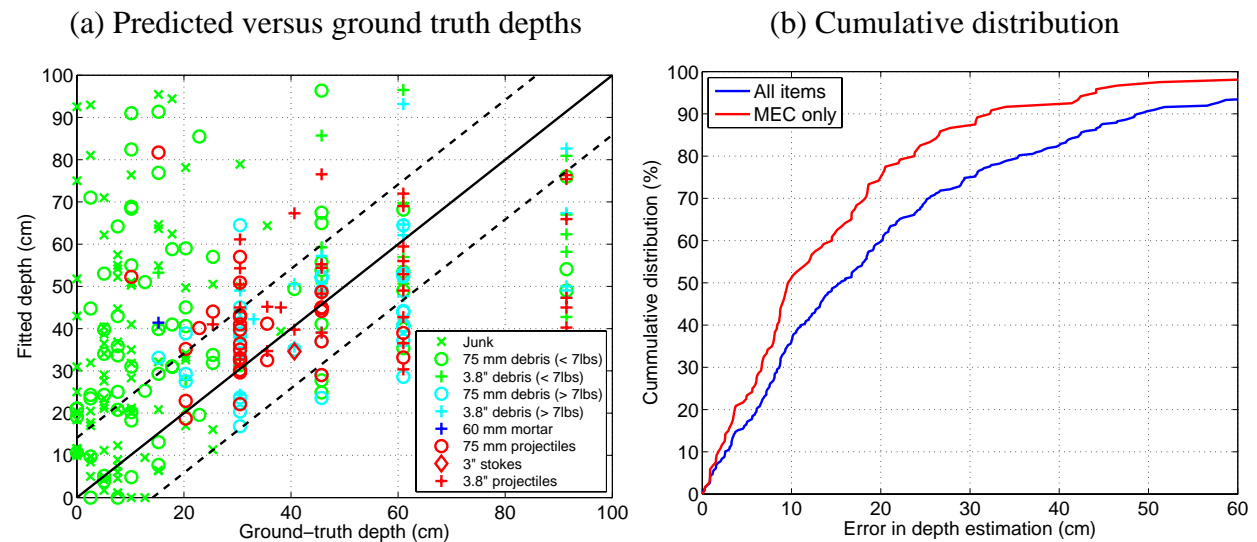 (a) Predicted versus ground truth depths
100
90
80
70
60
50
40
30
20
10
0
Fitted depth (cm)
0 20 40 60 80 100
Ground-truth depth (cm)
Junk
75 mm debris (< 7lbs)
3.8" debris (< 7lbs)
75 mm debris (> 7lbs)
3.8" debris (> 7lbs)
60 mm mortar
75 mm projectiles
3" stokes
3.8" projectiles
(b) Cumulative distribution
100
90
80
70
60
50
40
30
20
10
0
Cummulative distribution (%)
0 10 20 30 40 50 60
Error in depth estimation (cm)
All items
MEC only